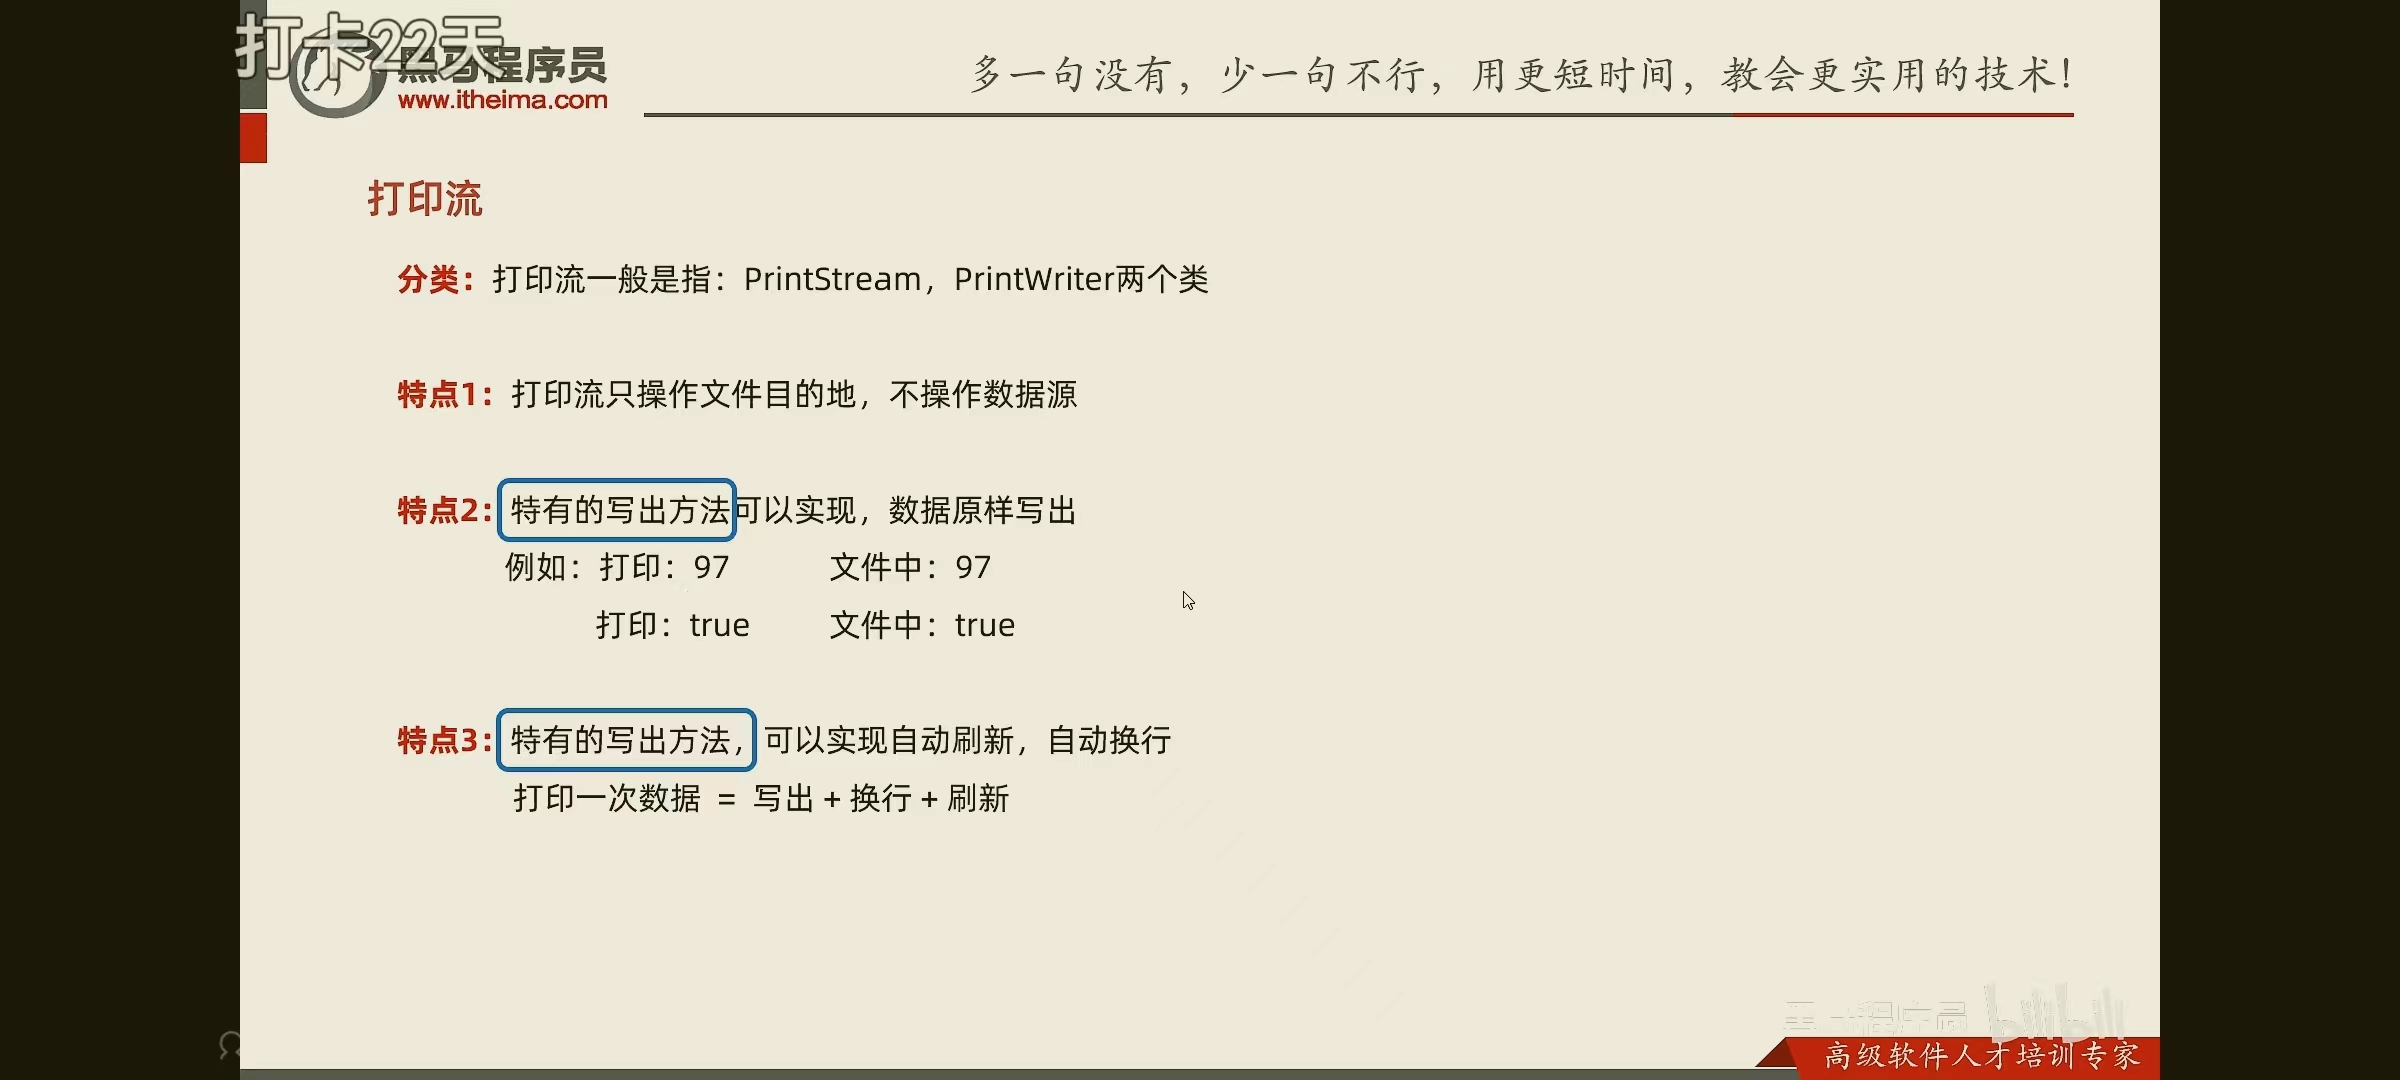 打卡22天
黑马程序员
www.itheima.com
多一句没有，少一句不行，用更短时间，教会更实用的技术!
打印流
分类：打印流一般是指：PrintStream，PrintWriter两个类
特点1：打印流只操作文件目的地，不操作数据源
特点2：特有的写出方法可以实现，数据原样写出
例如：打印：97 文件中：97
打印：true 文件中：true
特点3：特有的写出方法，可以实现自动刷新，自动换行
打印一次数据 = 写出 + 换行 + 刷新
程序员 bilibili
高级软件人才培训专家